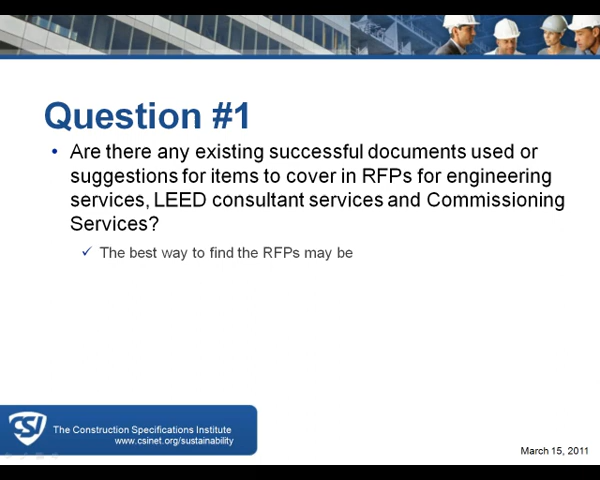 Question #1
• Are there any existing successful documents used or
suggestions for items to cover in RFPs for engineering
services, LEED consultant services and Commissioning
Services?
✓ The best way to find the RFPs may be
CSI
The Construction Specifications Institute
www.csinet.org/sustainability
March 15, 2011